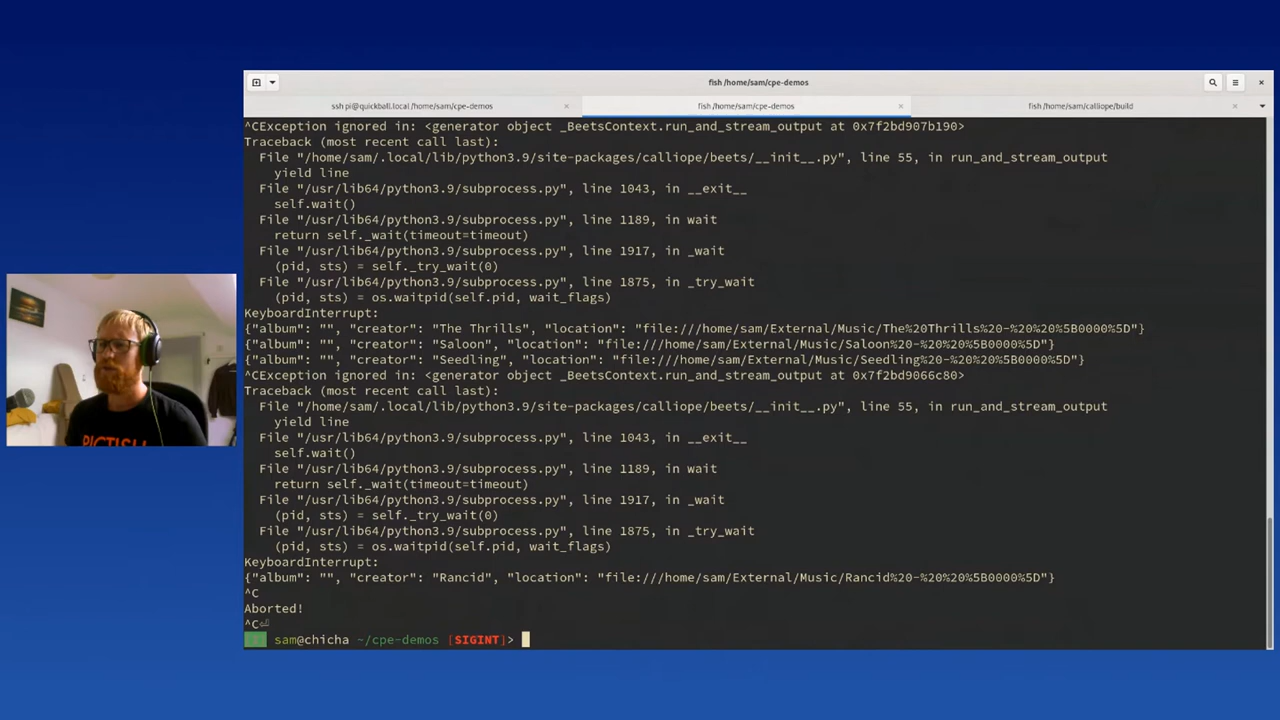 fish /home/sam/cpe-demos
ssh pi@quickball.local /home/sam/cpe-demos
fish /home/sam/cpe-demos
fish /home/sam/calliope/build
^CException ignored in: <generator object _BeetsContext.run_and_stream_output at 0x7f2bd907b190>
Traceback (most recent call last):
  File "/home/sam/.local/lib/python3.9/site-packages/calliope/beets/__init__.py", line 55, in run_and_stream_output
    yield line
  File "/usr/lib64/python3.9/subprocess.py", line 1043, in __exit__
    self.wait()
  File "/usr/lib64/python3.9/subprocess.py", line 1189, in wait
    return self._wait(timeout=timeout)
  File "/usr/lib64/python3.9/subprocess.py", line 1917, in _wait
    (pid, sts) = self._try_wait(0)
  File "/usr/lib64/python3.9/subprocess.py", line 1875, in _try_wait
    (pid, sts) = os.waitpid(self.pid, wait_flags)
KeyboardInterrupt:
{"album": "", "creator": "The Thrills", "location": "file:///home/sam/External/Music/The%20Thrills%20-%20%20%5B0000%5D"}
{"album": "", "creator": "Saloon", "location": "file:///home/sam/External/Music/Saloon%20-%20%20%5B0000%5D"}
{"album": "", "creator": "Seedling", "location": "file:///home/sam/External/Music/Seedling%20-%20%20%5B0000%5D"}
^CException ignored in: <generator object _BeetsContext.run_and_stream_output at 0x7f2bd9066c80>
Traceback (most recent call last):
  File "/home/sam/.local/lib/python3.9/site-packages/calliope/beets/__init__.py", line 55, in run_and_stream_output
    yield line
  File "/usr/lib64/python3.9/subprocess.py", line 1043, in __exit__
    self.wait()
  File "/usr/lib64/python3.9/subprocess.py", line 1189, in wait
    return self._wait(timeout=timeout)
  File "/usr/lib64/python3.9/subprocess.py", line 1917, in _wait
    (pid, sts) = self._try_wait(0)
  File "/usr/lib64/python3.9/subprocess.py", line 1875, in _try_wait
    (pid, sts) = os.waitpid(self.pid, wait_flags)
KeyboardInterrupt:
{"album": "", "creator": "Rancid", "location": "file:///home/sam/External/Music/Rancid%20-%20%20%5B0000%5D"}
^C
Aborted!
^C⏎
sam@chicha ~/cpe-demos [SIGINT]>
PICTISH